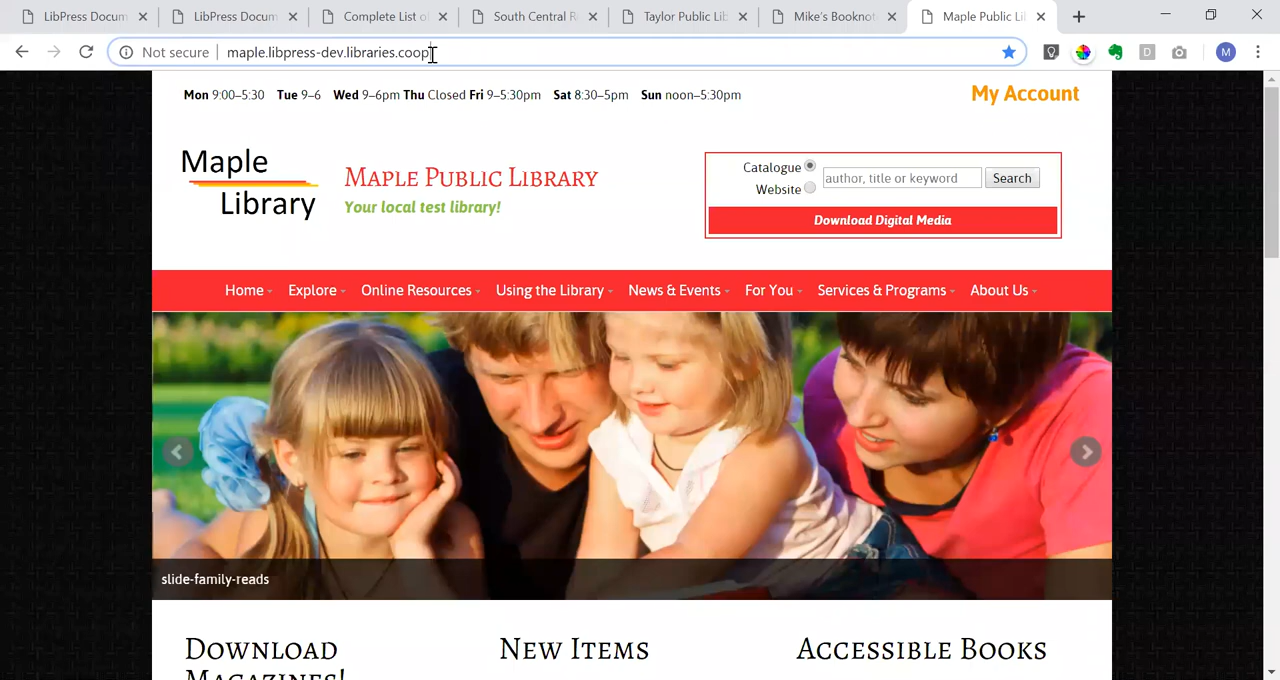 LibPress Docum
LibPress Docum
Complete List o
South Central R
Taylor Public Lib
Mike's Booknot
Maple Public Lib
Not secure
maple.libpress-dev.libraries.coop
D
M
Mon 9:00–5:30 Tue 9–6 Wed 9–6pm Thu Closed Fri 9–5:30pm Sat 8:30–5pm Sun noon–5:30pm
My Account
Maple
Library
Maple Public Library
Your local test library!
Catalogue
Website
author, title or keyword
Search
Download Digital Media
Home
Explore
Online Resources
Using the Library
News & Events
For You
Services & Programs
About Us
slide-family-reads
Download
Magazines!
New Items
Accessible Books